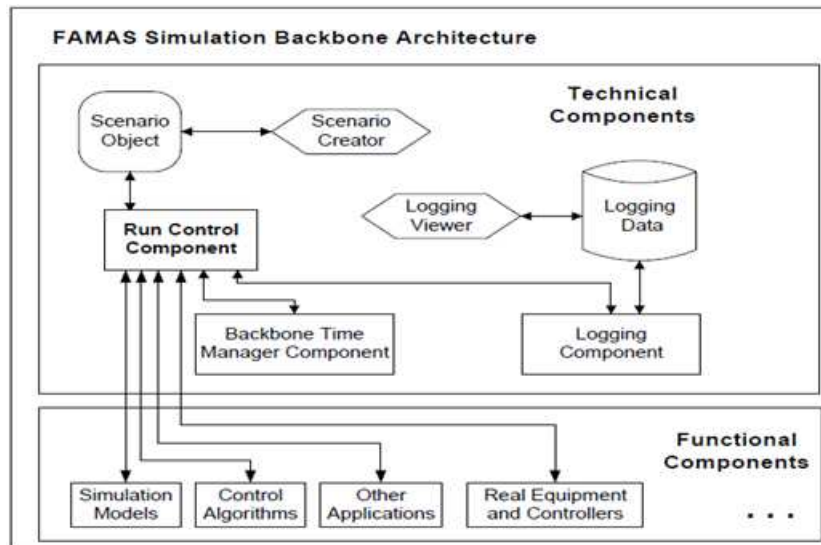 FAMAS Simulation Backbone Architecture
Technical
Components
Scenario
Object
Scenario
Creator
Logging
Viewer
Logging
Data
Run Control
Component
Backbone Time
Manager Component
Logging
Component
Functional
Components
Simulation
Models
Control
Algorithms
Other
Applications
Real Equipment
and Controllers
. . .